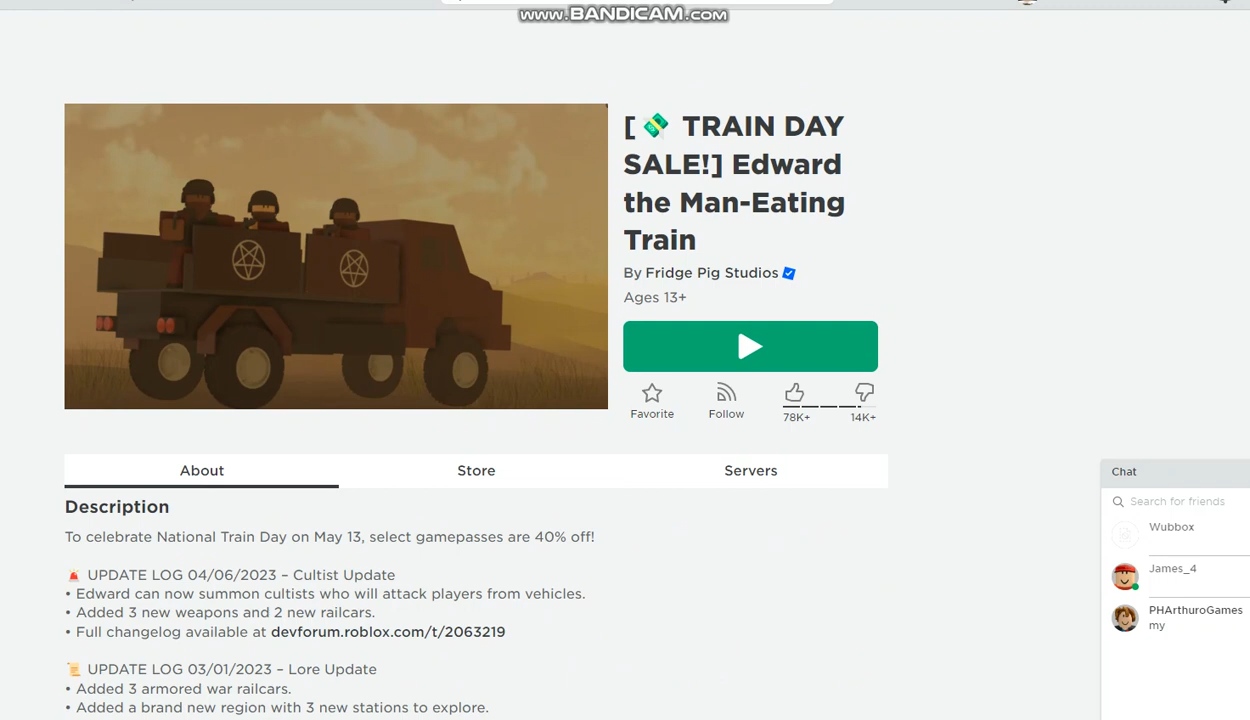 www.BANDICAM.com
[💸 TRAIN DAY
SALE!] Edward
the Man-Eating
Train
By Fridge Pig Studios
Ages 13+
Favorite
Follow
78K+
14K+
About
Store
Servers
Description
To celebrate National Train Day on May 13, select gamepasses are 40% off!
🚨 UPDATE LOG 04/06/2023 – Cultist Update
• Edward can now summon cultists who will attack players from vehicles.
• Added 3 new weapons and 2 new railcars.
• Full changelog available at devforum.roblox.com/t/2063219
📜 UPDATE LOG 03/01/2023 – Lore Update
• Added 3 armored war railcars.
• Added a brand new region with 3 new stations to explore.
Chat
Search for friends
Wubbox
James_4
PHArthuroGames
my